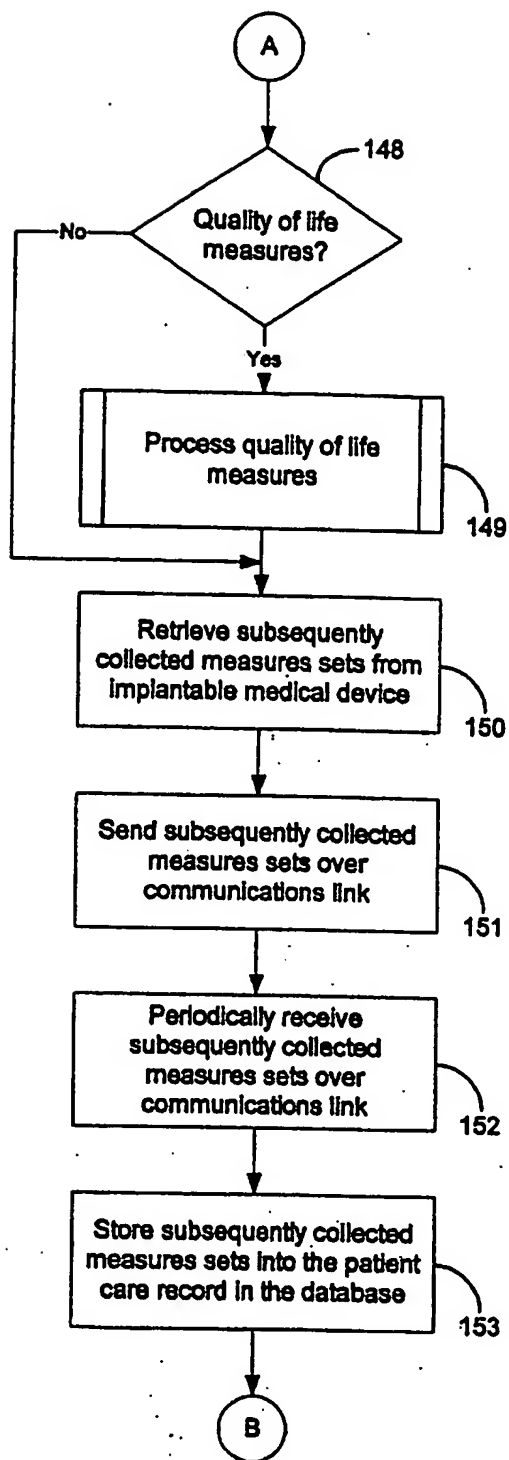 A
148
Quality of life
measures?
No
Yes
Process quality of life
measures
149
Retrieve subsequently
collected measures sets from
implantable medical device
150
Send subsequently collected
measures sets over
communications link
151
Periodically receive
subsequently collected
measures sets over
communications link
152
Store subsequently collected
measures sets into the patient
care record in the database
153
B